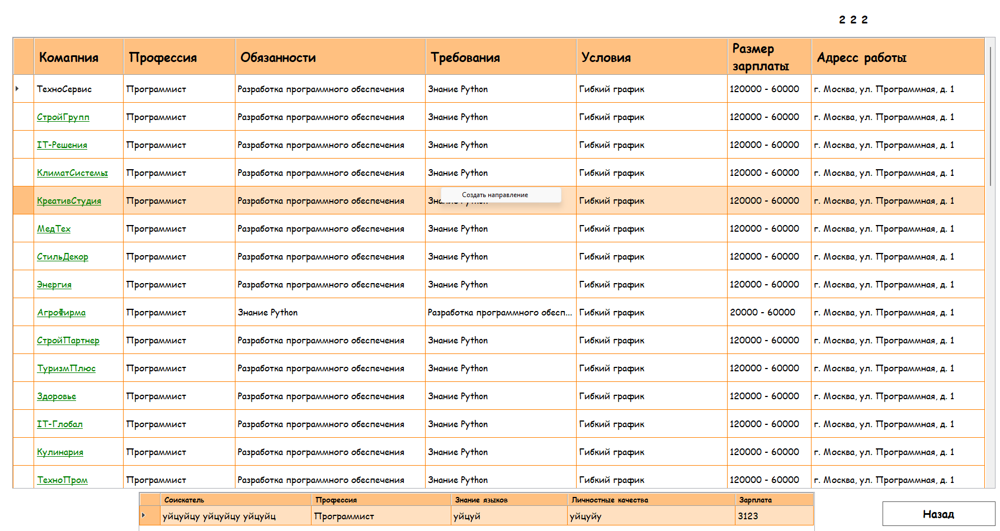 2 2 2
Комапния Профессия Обязанности Требования Условия Размер зарплаты Адресс работы
ТехноСервис Программист Разработка программного обеспечения Знание Python Гибкий график 120000 - 60000 г. Москва, ул. Программная, д. 1
СтройГрупп Программист Разработка программного обеспечения Знание Python Гибкий график 120000 - 60000 г. Москва, ул. Программная, д. 1
IT-Решения Программист Разработка программного обеспечения Знание Python Гибкий график 120000 - 60000 г. Москва, ул. Программная, д. 1
КлиматСистемы Программист Разработка программного обеспечения Знание Python Гибкий график 120000 - 60000 г. Москва, ул. Программная, д. 1
Создать направление
КреативСтудия Программист Разработка программного обеспечения Знание Python Гибкий график 120000 - 60000 г. Москва, ул. Программная, д. 1
МедТех Программист Разработка программного обеспечения Знание Python Гибкий график 120000 - 60000 г. Москва, ул. Программная, д. 1
СтильДекор Программист Разработка программного обеспечения Знание Python Гибкий график 120000 - 60000 г. Москва, ул. Программная, д. 1
Энергия Программист Разработка программного обеспечения Знание Python Гибкий график 120000 - 60000 г. Москва, ул. Программная, д. 1
АгроФирма Программист Знание Python Разработка программного обесп... Гибкий график 20000 - 60000 г. Москва, ул. Программная, д. 1
СтройПартнер Программист Разработка программного обеспечения Знание Python Гибкий график 120000 - 60000 г. Москва, ул. Программная, д. 1
ТуризмПлюс Программист Разработка программного обеспечения Знание Python Гибкий график 120000 - 60000 г. Москва, ул. Программная, д. 1
Здоровье Программист Разработка программного обеспечения Знание Python Гибкий график 120000 - 60000 г. Москва, ул. Программная, д. 1
IT-Глобал Программист Разработка программного обеспечения Знание Python Гибкий график 120000 - 60000 г. Москва, ул. Программная, д. 1
Кулинария Программист Разработка программного обеспечения Знание Python Гибкий график 120000 - 60000 г. Москва, ул. Программная, д. 1
ТехноПром Программист Разработка программного обеспечения Знание Python Гибкий график 120000 - 60000 г. Москва, ул. Программная, д. 1
Соискатель Профессия Знание языков Личностные качества Зарплата
уйцуйцу уйцуйцу уйцуйц Программист уйцуй уйцуйу 3123
Назад